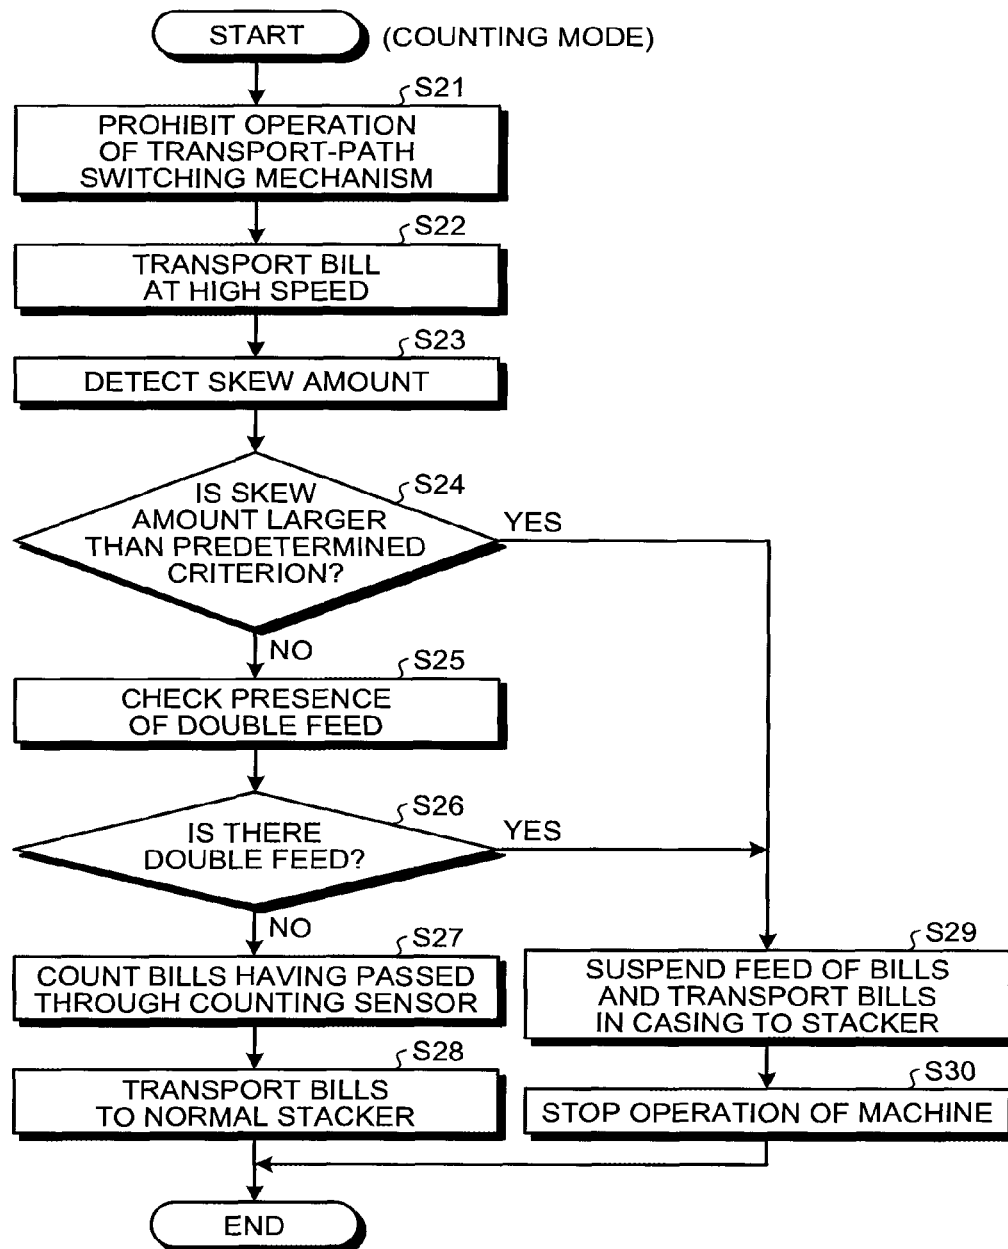 START (COUNTING MODE)
S21
PROHIBIT OPERATION
OF TRANSPORT-PATH
SWITCHING MECHANISM
S22
TRANSPORT BILL
AT HIGH SPEED
S23
DETECT SKEW AMOUNT
S24
IS SKEW
AMOUNT LARGER
THAN PREDETERMINED
CRITERION?
YES
NO
S25
CHECK PRESENCE
OF DOUBLE FEED
S26
IS THERE
DOUBLE FEED?
YES
NO
S27
COUNT BILLS HAVING PASSED
THROUGH COUNTING SENSOR
S28
TRANSPORT BILLS
TO NORMAL STACKER
S29
SUSPEND FEED OF BILLS
AND TRANSPORT BILLS
IN CASING TO STACKER
S30
STOP OPERATION OF MACHINE
END